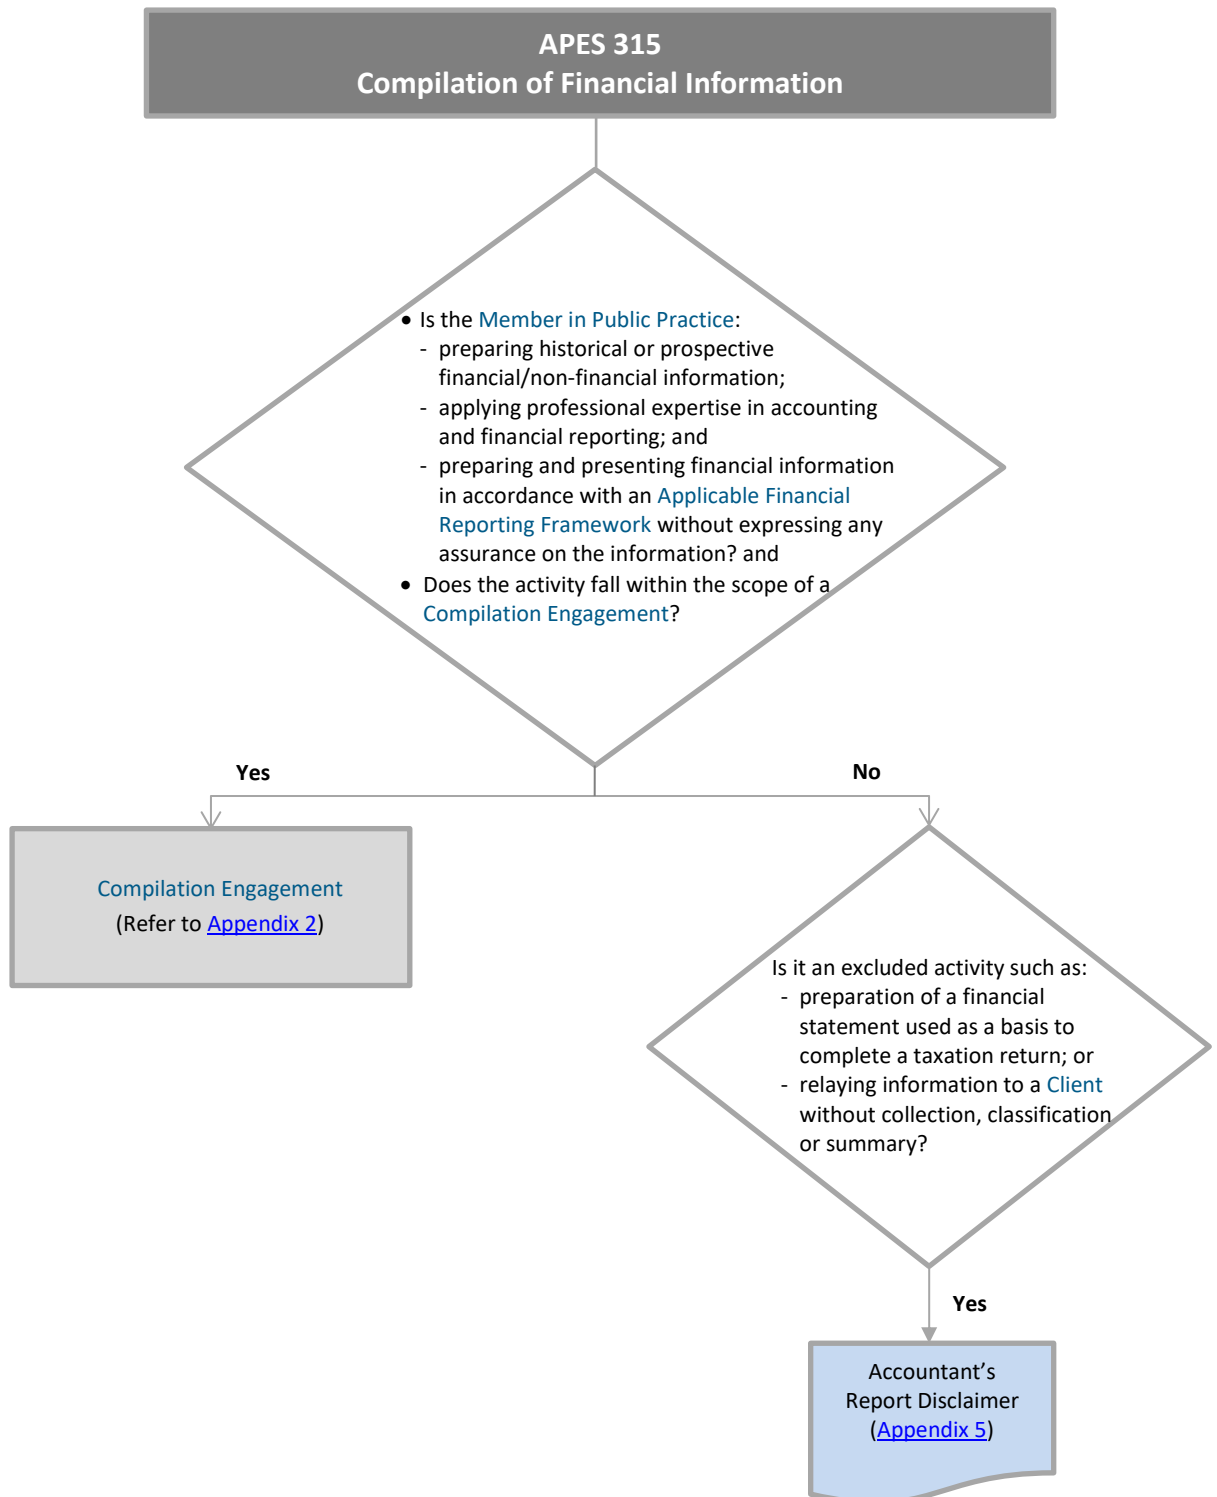 APES 315
Compilation of Financial Information
• Is the Member in Public Practice:
- preparing historical or prospective
financial/non-financial information;
- applying professional expertise in accounting
and financial reporting; and
- preparing and presenting financial information
in accordance with an Applicable Financial
Reporting Framework without expressing any
assurance on the information? and
• Does the activity fall within the scope of a
Compilation Engagement?
Yes
No
Compilation Engagement
(Refer to Appendix 2)
Is it an excluded activity such as:
- preparation of a financial
statement used as a basis to
complete a taxation return; or
- relaying information to a Client
without collection, classification
or summary?
Yes
Accountant’s
Report Disclaimer
(Appendix 5)